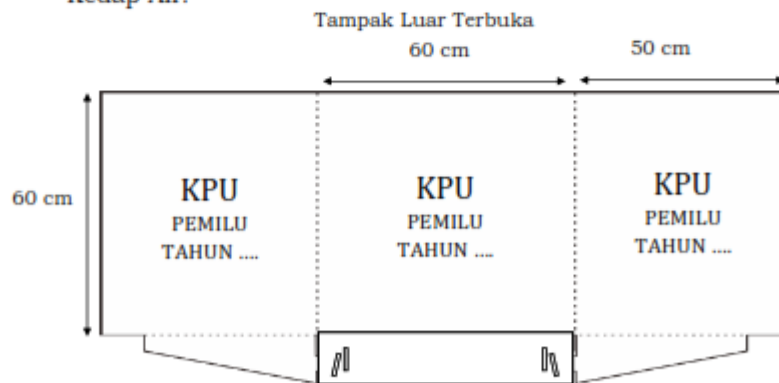 Kedap Air.
Tampak Luar Terbuka
60 cm
50 cm
60 cm
KPU
PEMILU
TAHUN ....
KPU
PEMILU
TAHUN ....
KPU
PEMILU
TAHUN ....